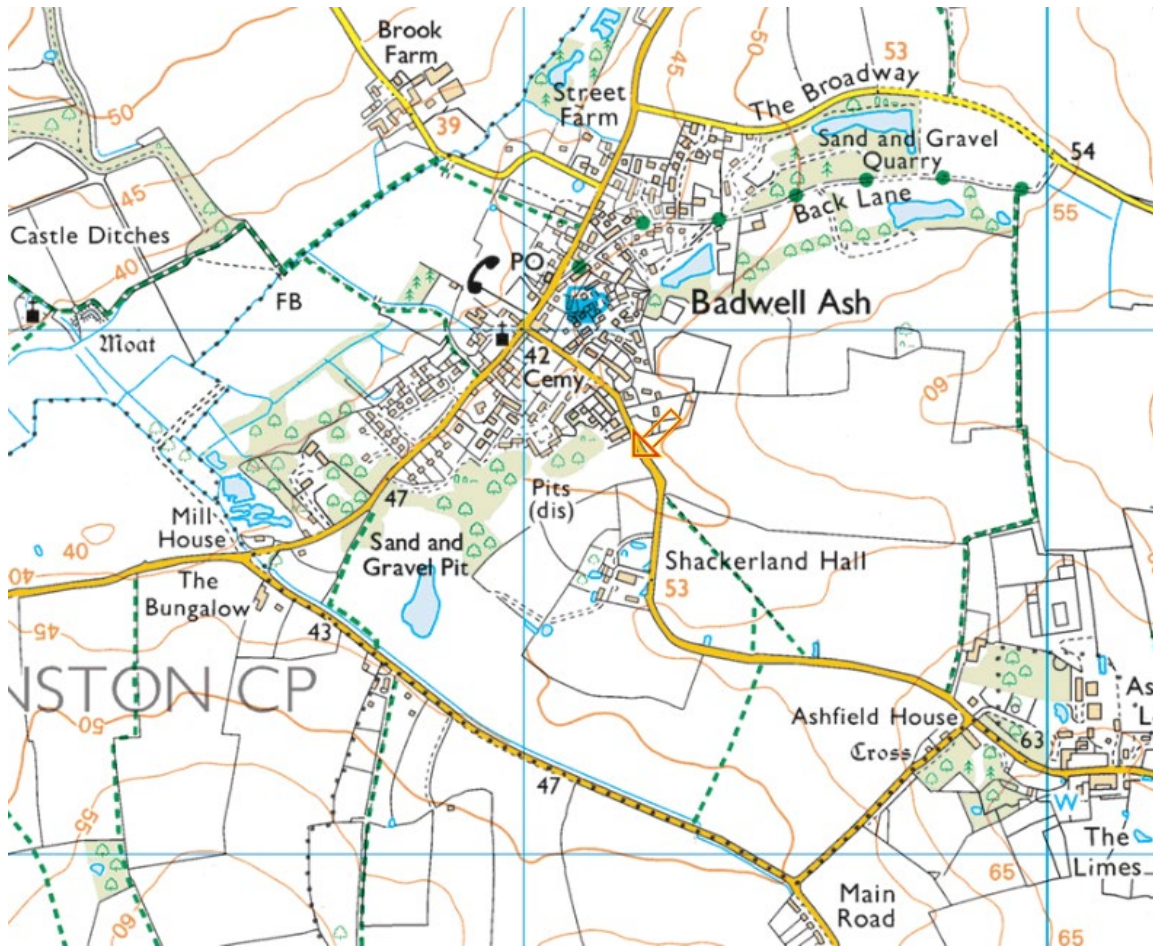 Brook
Farm
50
53
45
The Broadway
50
39
Street
Farm
Sand and Gravel
Quarry
54
45
Back Lane
55
Castle Ditches
40
PO
FB
Badwell Ash
Moat
42
Cemy
60
47
Pits
(dis)
Mill
House
40
Sand and
Gravel Pit
Shackerland Hall
40
The
Bungalow
53
45
43
NSTON CP
50
As
L
Ashfield House
63
Cross
47
W
55
The
Limes
65
Main
Road
60
65